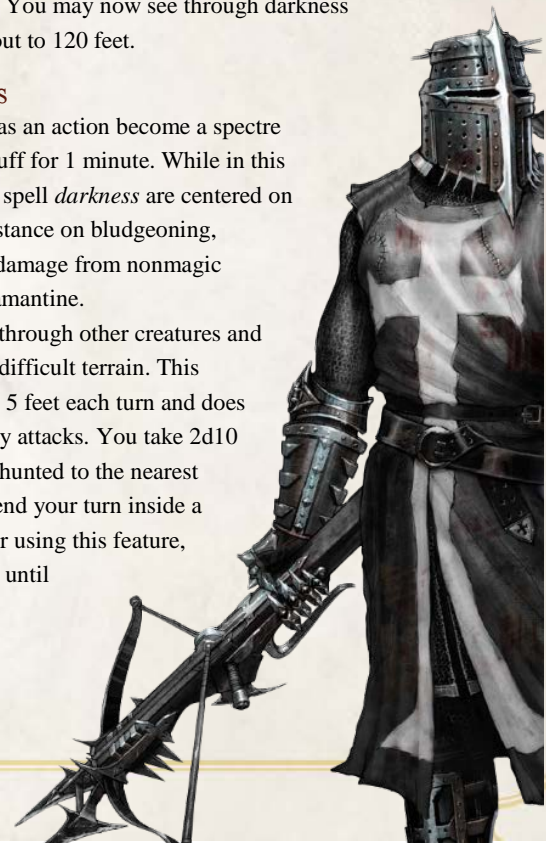 You may now see through darkness
out to 120 feet.
s
as an action become a spectre
uff for 1 minute. While in this
spell darkness are centered on
stance on bludgeoning,
damage from nonmagic
amantine.
through other creatures and
difficult terrain. This
5 feet each turn and does
y attacks. You take 2d10
hunted to the nearest
end your turn inside a
r using this feature,
until